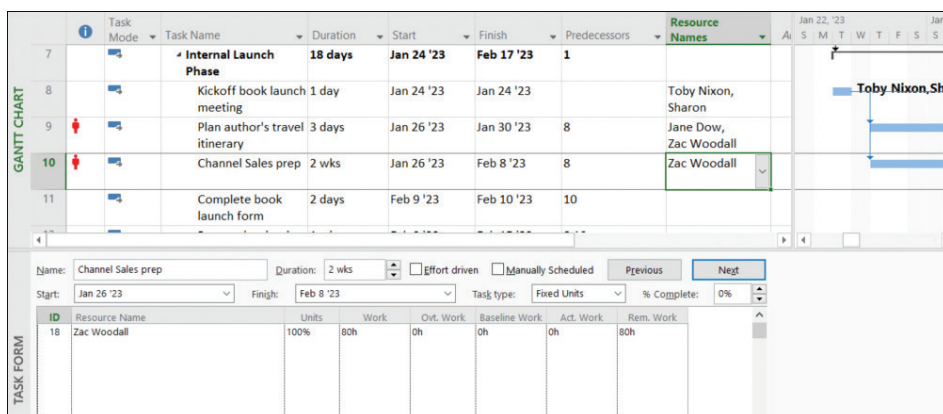 Task Mode Task Name Duration Start Finish Predecessors Resource Names
Jan 22, '23 Jan
S M T W T F S S
GANTT CHART
7 Internal Launch Phase 18 days Jan 24 '23 Feb 17 '23 1
8 Kickoff book launch meeting 1 day Jan 24 '23 Jan 24 '23 Toby Nixon, Sharon
Toby Nixon,Sh
9 Plan author's travel itinerary 3 days Jan 26 '23 Jan 30 '23 8 Jane Dow, Zac Woodall
10 Channel Sales prep 2 wks Jan 26 '23 Feb 8 '23 8 Zac Woodall
11 Complete book launch form 2 days Feb 9 '23 Feb 10 '23 10
TASK FORM
Name: Channel Sales prep Duration: 2 wks Effort driven Manually Scheduled Previous Next
Start: Jan 26 '23 Finish: Feb 8 '23 Task type: Fixed Units % Complete: 0%
ID Resource Name Units Work Ovt. Work Baseline Work Act. Work Rem. Work
18 Zac Woodall 100% 80h 0h 0h 0h 80h